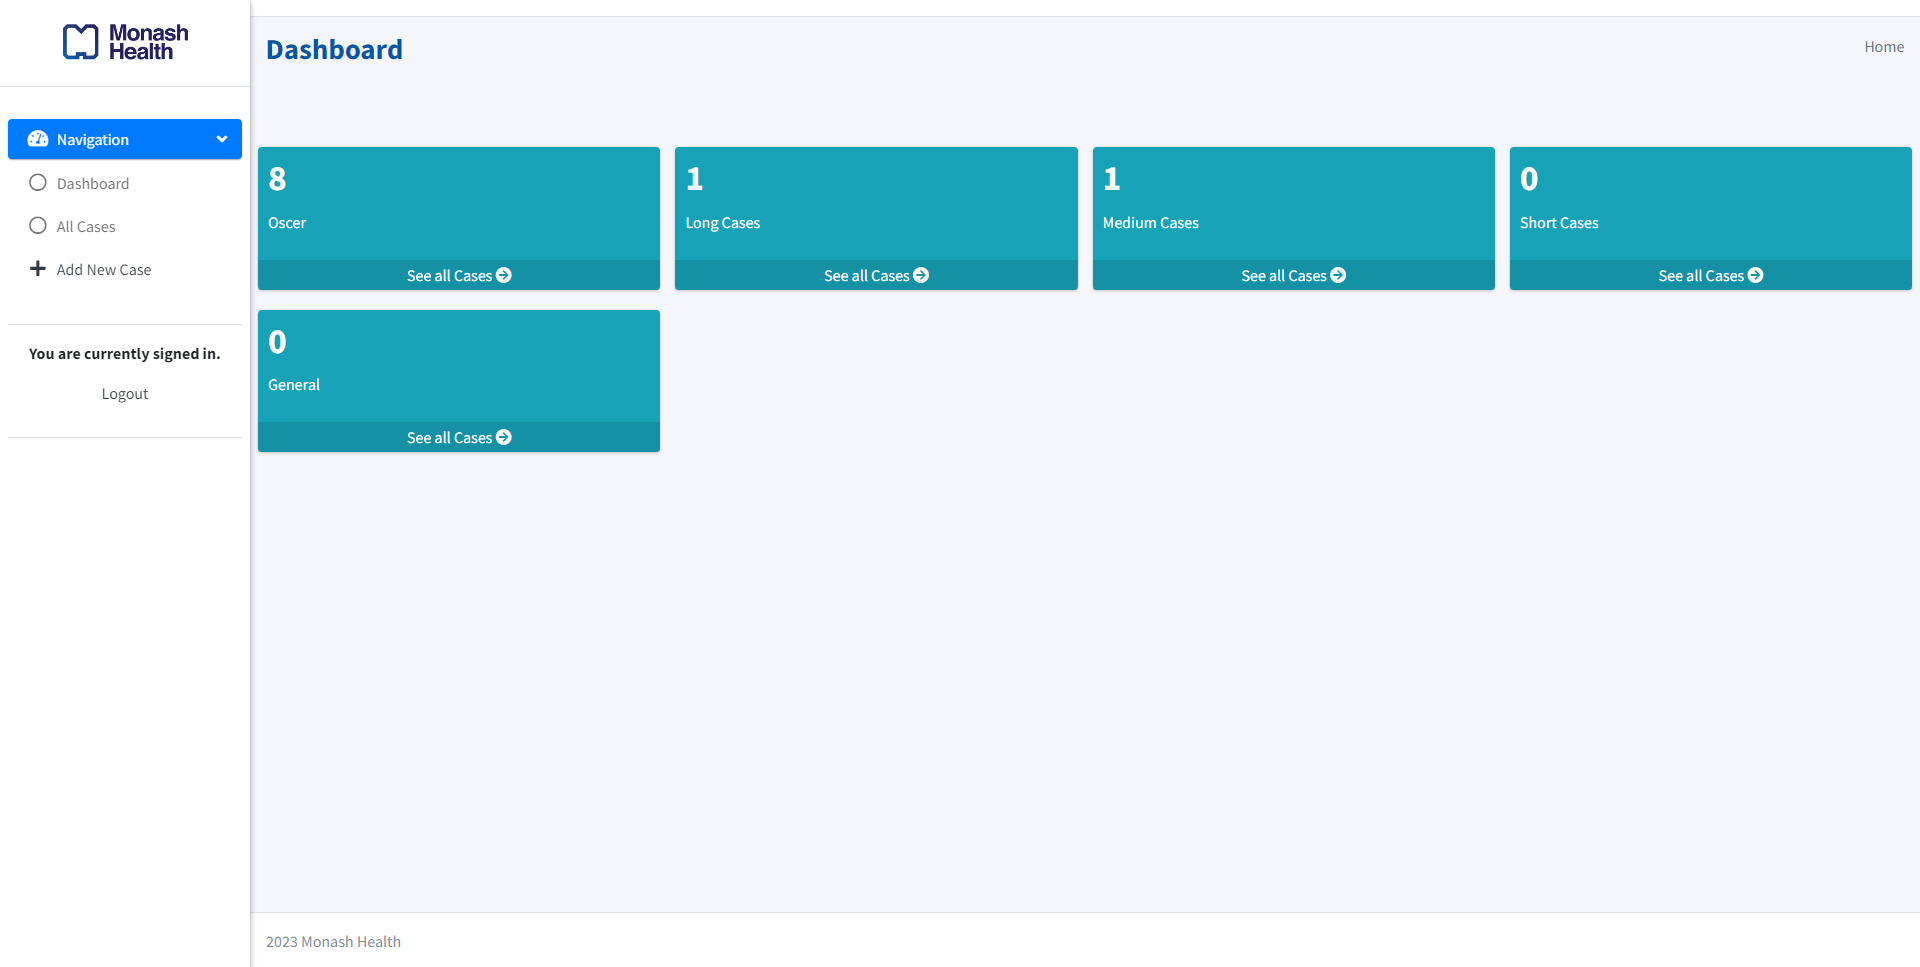 Monash
Health
Navigation
Dashboard
All Cases
Add New Case
You are currently signed in.
Logout
Dashboard
Home
8
Oscer
See all Cases
1
Long Cases
See all Cases
1
Medium Cases
See all Cases
0
Short Cases
See all Cases
0
General
See all Cases
2023 Monash Health